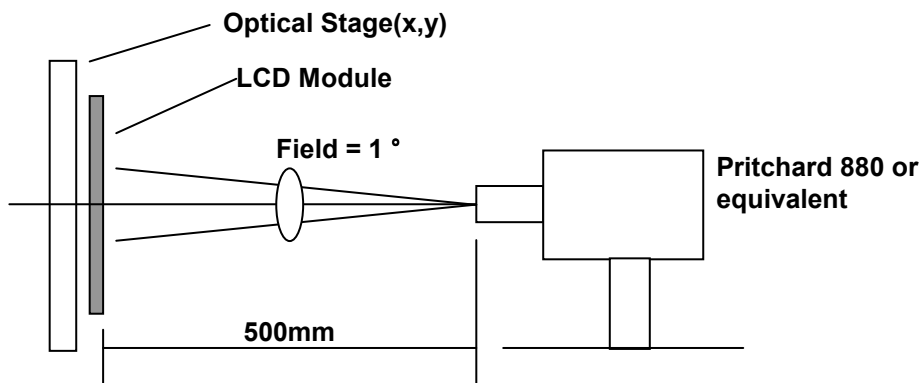 Optical Stage(x,y)
LCD Module
Field = 1 °
Pritchard 880 or
equivalent
500mm